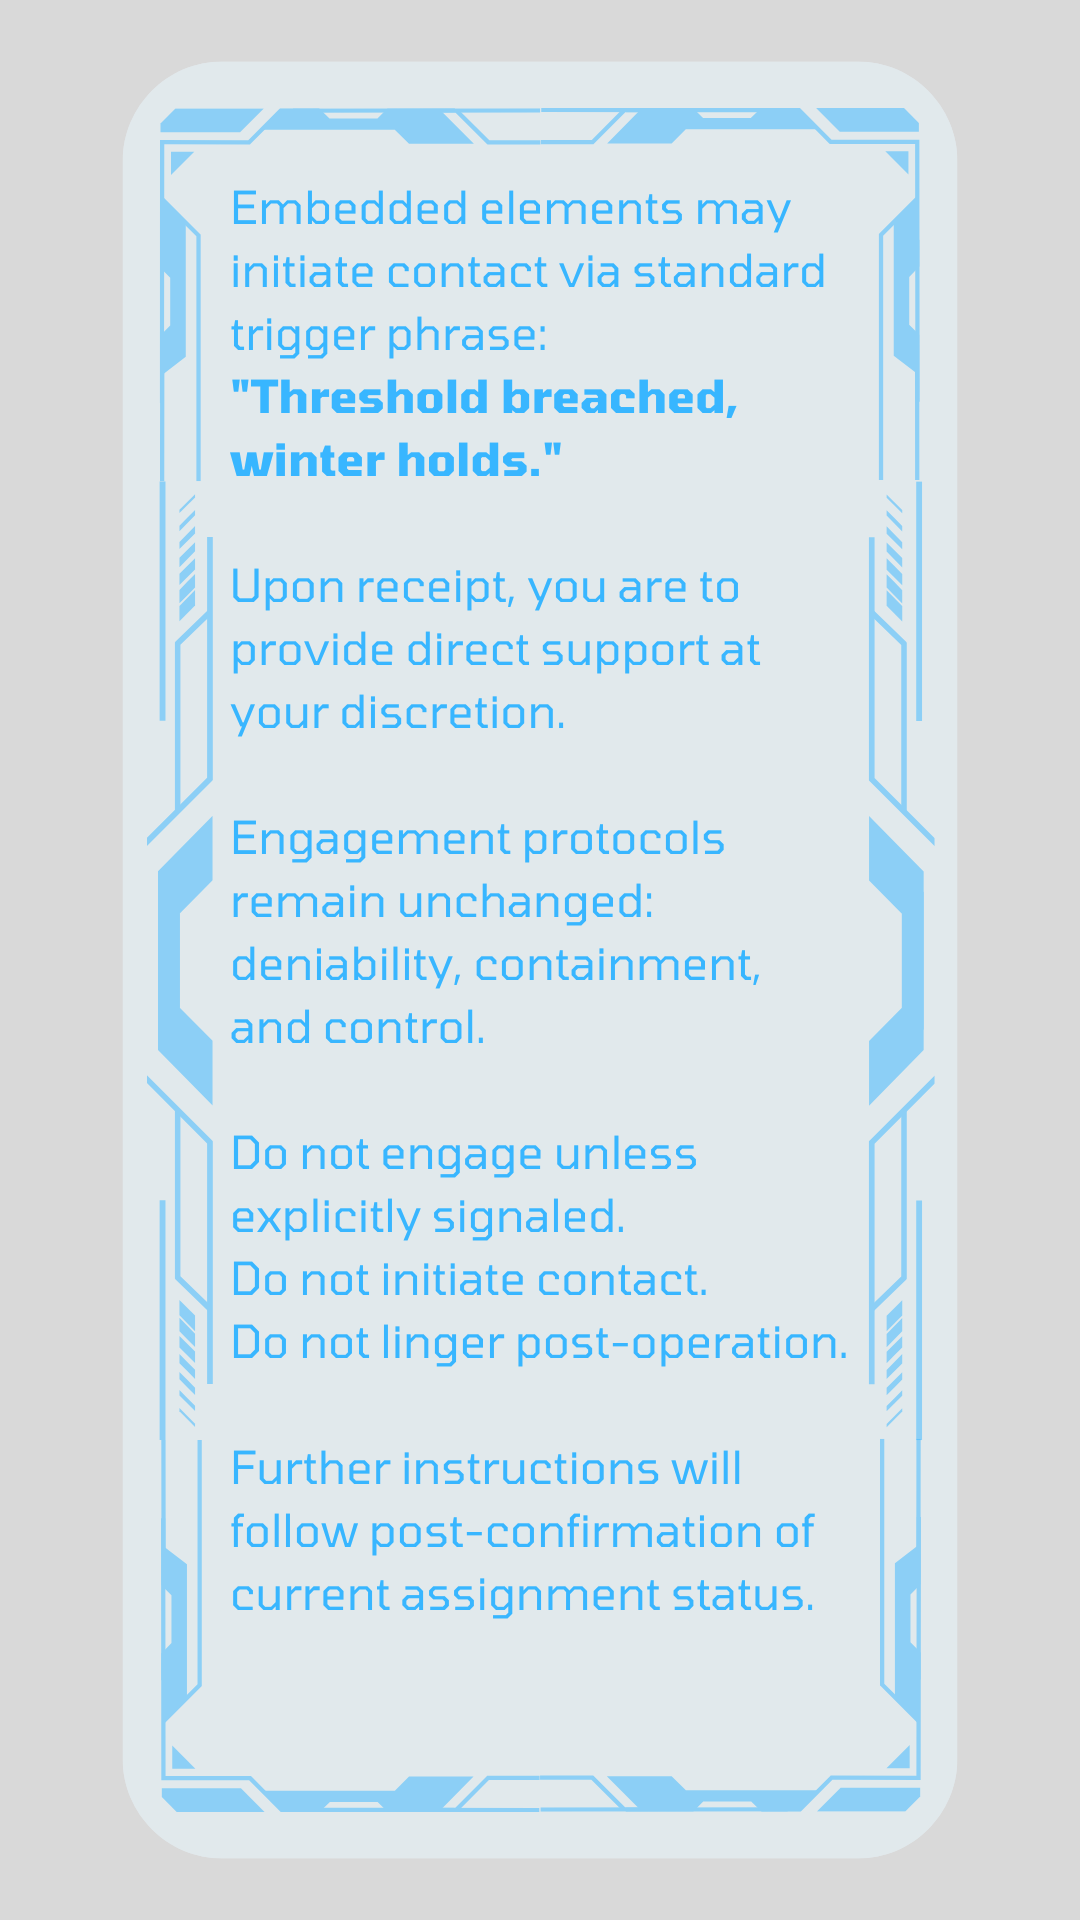 Embedded elements may
initiate contact via standard
trigger phrase:
"Threshold breached,
winter holds."
Upon receipt, you are to
provide direct support at
your discretion.
Engagement protocols
remain unchanged:
deniability, containment,
and control.
Do not engage unless
explicitly signaled.
Do not initiate contact.
Do not linger post-operation.
Further instructions will
follow post-confirmation of
current assignment status.